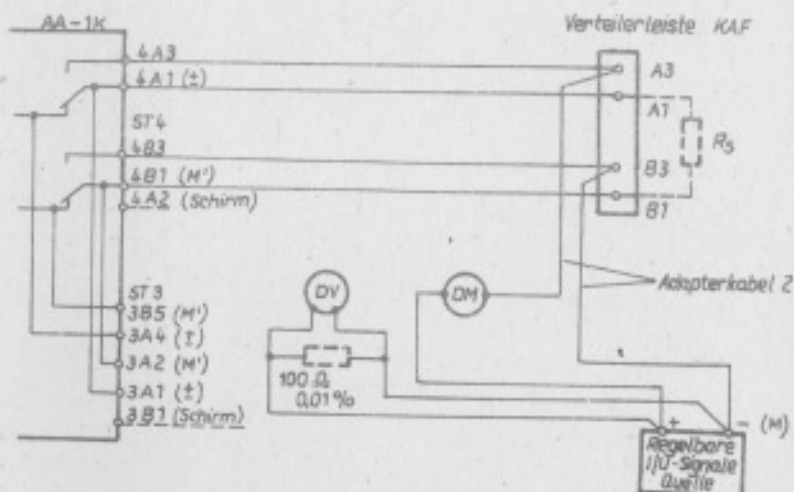 AA-1K
Verteilerleiste KAF
4A3
A3
4A1 (±)
A1
ST4
R5
4B3
B3
4B1 (M')
4A2 (Schirm)
B1
DV
DM
Adapterkabel 2
ST3
3B5 (M')
3A4 (±)
3A2 (M')
100 Ω
0,01%
3A1 (±)
3B1 (Schirm)
+
- (M)
Regelbare
I/U-Signale
Quelle